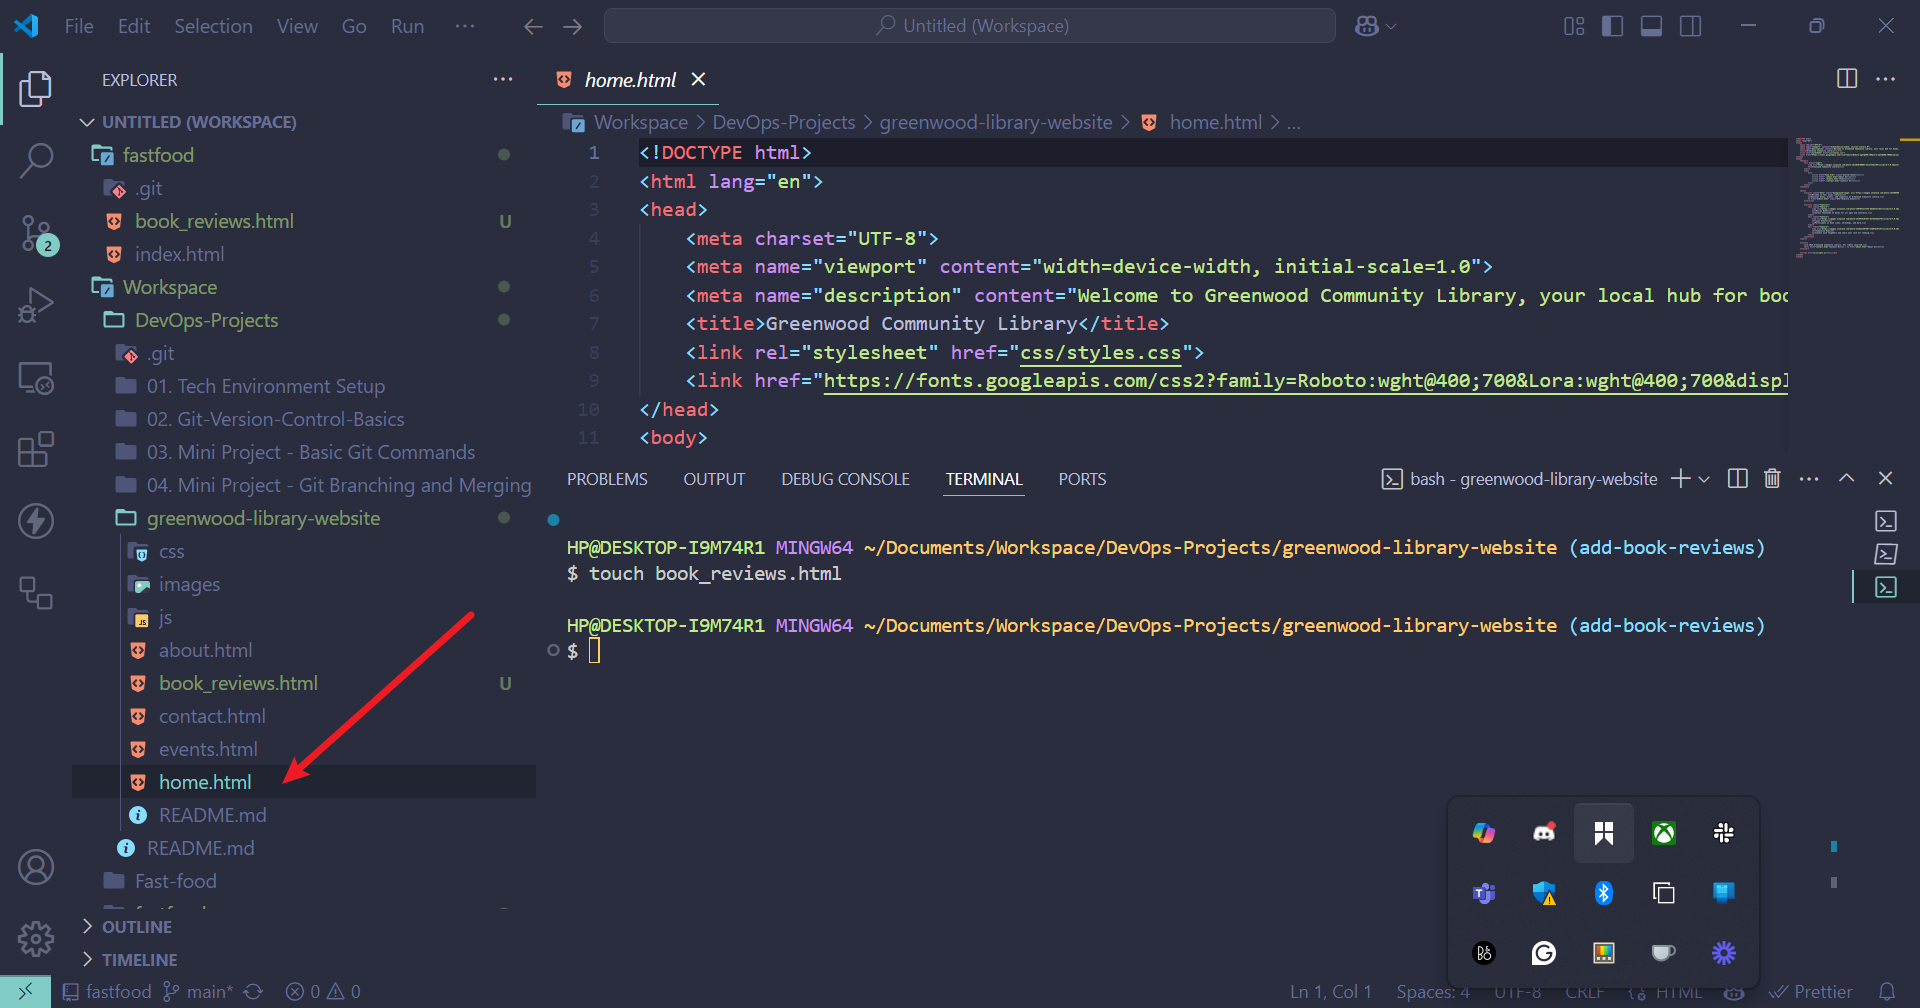 File Edit Selection View Go Run ··· Untitled (Workspace)
EXPLORER
UNTITLED (WORKSPACE)
fastfood
.git
book_reviews.html U
index.html
2
Workspace
DevOps-Projects
.git
01. Tech Environment Setup
02. Git-Version-Control-Basics
03. Mini Project - Basic Git Commands
04. Mini Project - Git Branching and Merging
greenwood-library-website
css
images
js
about.html
book_reviews.html U
contact.html
events.html
home.html
README.md
README.md
Fast-food
OUTLINE
TIMELINE
home.html
Workspace > DevOps-Projects > greenwood-library-website > home.html > ...
1 <!DOCTYPE html>
2 <html lang="en">
3 <head>
4 <meta charset="UTF-8">
5 <meta name="viewport" content="width=device-width, initial-scale=1.0">
6 <meta name="description" content="Welcome to Greenwood Community Library, your local hub for boo
7 <title>Greenwood Community Library</title>
8 <link rel="stylesheet" href="css/styles.css">
9 <link href="https://fonts.googleapis.com/css2?family=Roboto:wght@400;700&Lora:wght@400;700&displ
10 </head>
11 <body>
PROBLEMS OUTPUT DEBUG CONSOLE TERMINAL PORTS bash - greenwood-library-website
HP@DESKTOP-I9M74R1 MINGW64 ~/Documents/Workspace/DevOps-Projects/greenwood-library-website (add-book-reviews)
$ touch book_reviews.html
HP@DESKTOP-I9M74R1 MINGW64 ~/Documents/Workspace/DevOps-Projects/greenwood-library-website (add-book-reviews)
$
fastfood main* 0 0 Ln 1, Col 1 Spaces: 4 UTF-8 CRLF HTML Prettier